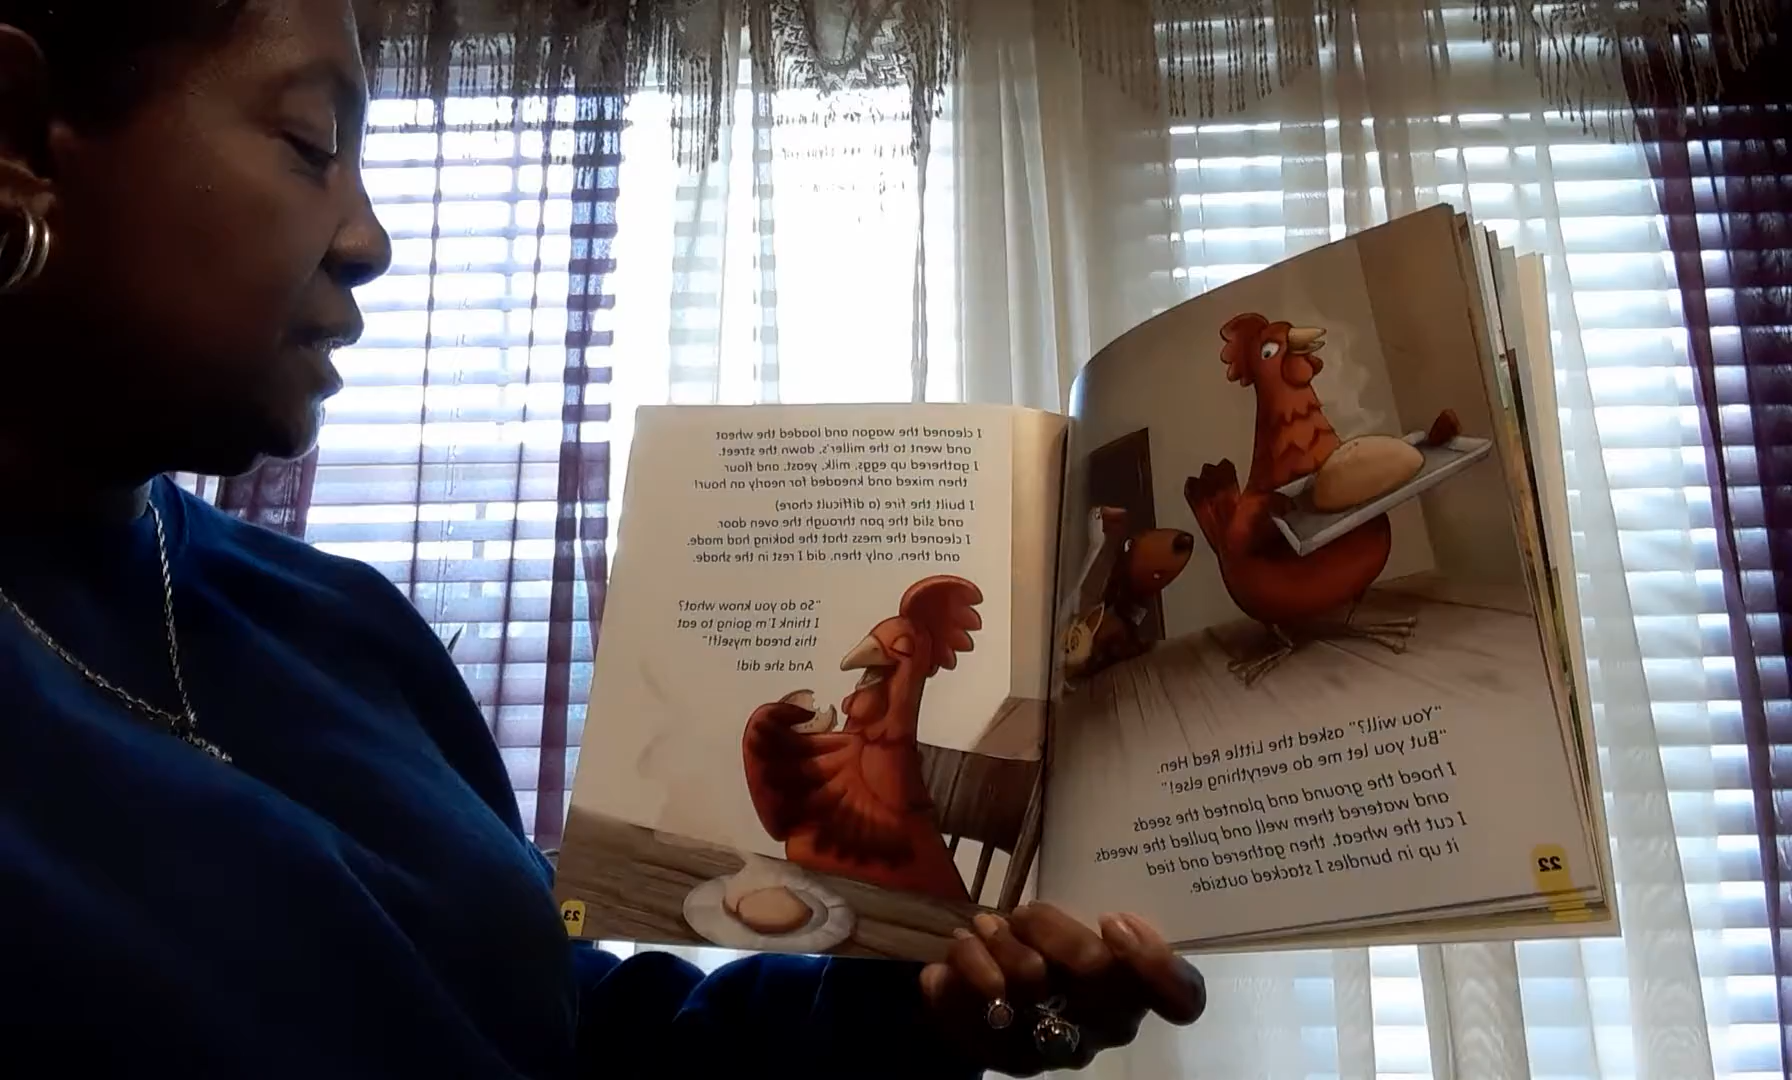 "You will?" asked the Little Red Hen.
"But you let me do everything else!"
I hoed the ground and planted the seeds
and watered them well and pulled the weeds.
I cut the wheat, then gathered and tied
it up in bundles I stacked outside.
22
I cleaned the wagon and loaded the wheat
and went to the miller's, down the street.
I gathered up eggs, milk, yeast, and flour
then mixed and kneaded for nearly an hour!
I built the fire (a difficult chore)
and slid the pan through the oven door.
I cleaned the mess that the baking had made,
and then, only then, did I rest in the shade.
"So do you know what?
I think I'm going to eat
this bread myself!"
And she did!
23